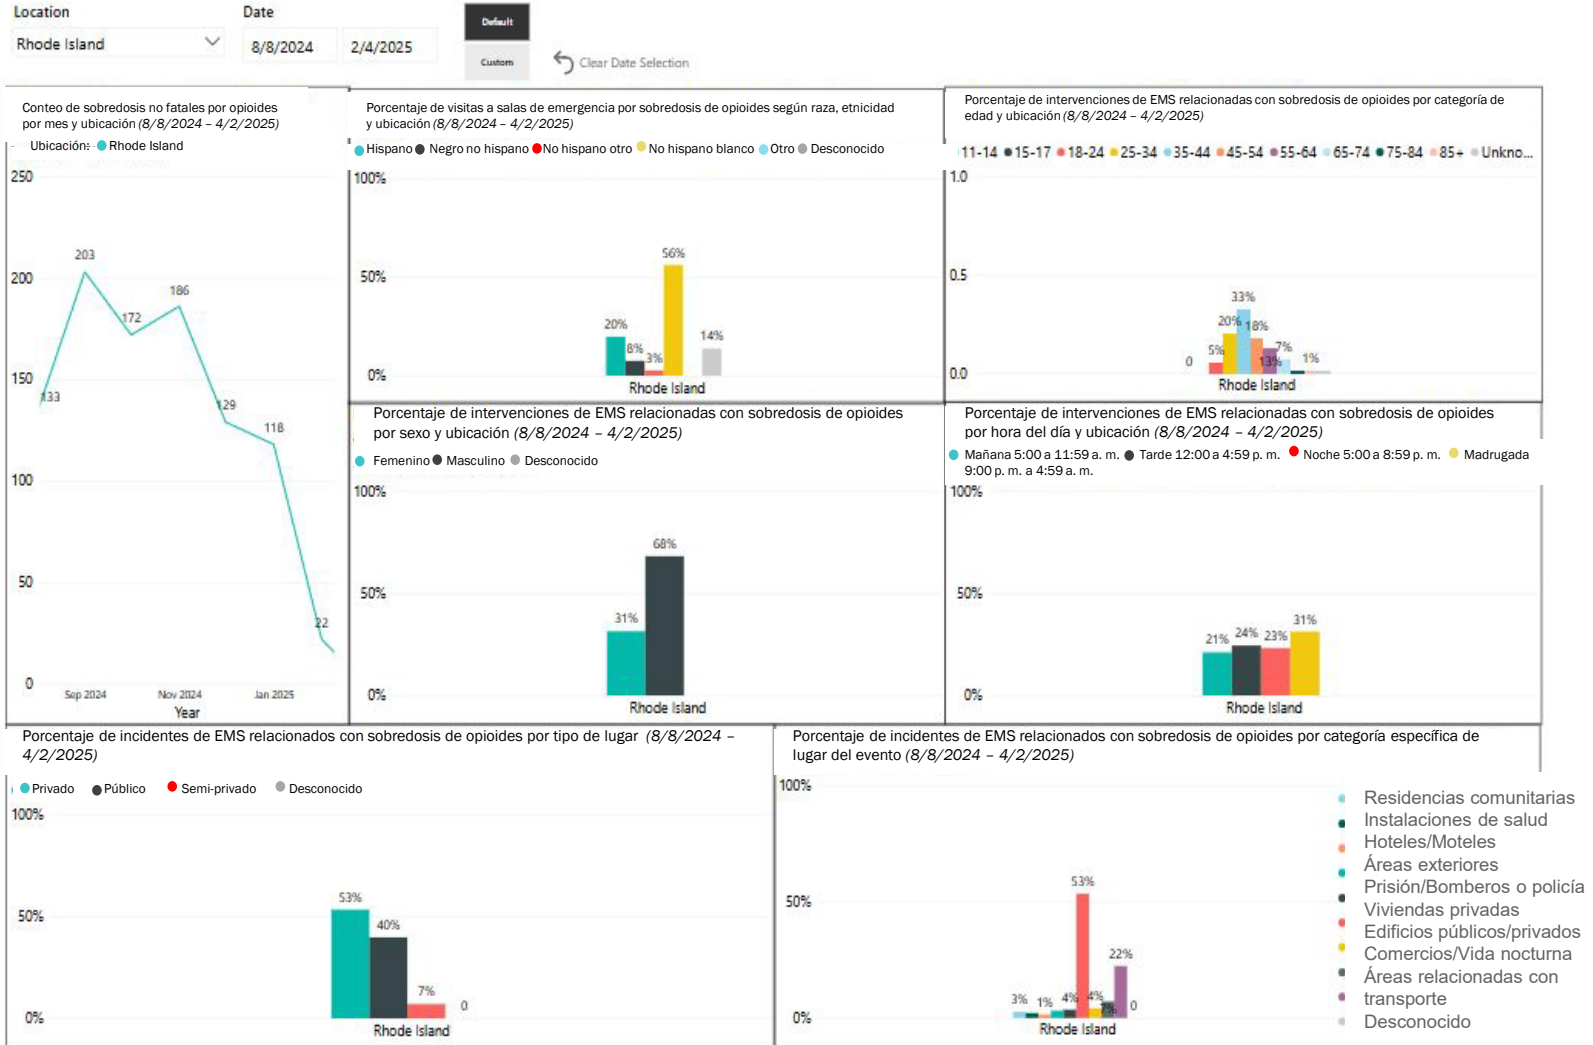 Location
Date
Default
Rhode Island
8/8/2024
2/4/2025
Custom
Clear Date Selection
Conteo de sobredosis no fatales por opioides
por mes y ubicación (8/8/2024 – 4/2/2025)
Ubicación: Rhode Island
250
200
150
100
50
0
203
172
186
133
129
118
22
Sep 2024
Nov 2024
Jan 2025
Year
Porcentaje de visitas a salas de emergencia por sobredosis de opioides según raza, etnicidad
y ubicación (8/8/2024 – 4/2/2025)
Hispano Negro no hispano No hispano otro No hispano blanco Otro Desconocido
100%
50%
0%
20%
8%
3%
56%
14%
Rhode Island
Porcentaje de intervenciones de EMS relacionadas con sobredosis de opioides por categoría de
edad y ubicación (8/8/2024 – 4/2/2025)
11-14 15-17 18-24 25-34 35-44 45-54 55-64 65-74 75-84 85+ Unkno...
1.0
0.5
0.0
0
5%
20%
33%
18%
13%
7%
1%
Rhode Island
Porcentaje de intervenciones de EMS relacionadas con sobredosis de opioides
por sexo y ubicación (8/8/2024 – 4/2/2025)
Femenino Masculino Desconocido
100%
50%
0%
31%
68%
Rhode Island
Porcentaje de intervenciones de EMS relacionadas con sobredosis de opioides
por hora del día y ubicación (8/8/2024 – 4/2/2025)
Mañana 5:00 a 11:59 a. m. Tarde 12:00 a 4:59 p. m. Noche 5:00 a 8:59 p. m. Madrugada
9:00 p. m. a 4:59 a. m.
100%
50%
0%
21%
24%
23%
31%
Rhode Island
Porcentaje de incidentes de EMS relacionados con sobredosis de opioides por tipo de lugar (8/8/2024 –
4/2/2025)
Privado Público Semi-privado Desconocido
100%
50%
0%
53%
40%
7%
0
Rhode Island
Porcentaje de incidentes de EMS relacionados con sobredosis de opioides por categoría específica de
lugar del evento (8/8/2024 – 4/2/2025)
100%
50%
0%
3%
1%
4%
53%
4%
7%
22%
0
Rhode Island
Residencias comunitarias
Instalaciones de salud
Hoteles/Moteles
Áreas exteriores
Prisión/Bomberos o policía
Viviendas privadas
Edificios públicos/privados
Comercios/Vida nocturna
Áreas relacionadas con
transporte
Desconocido